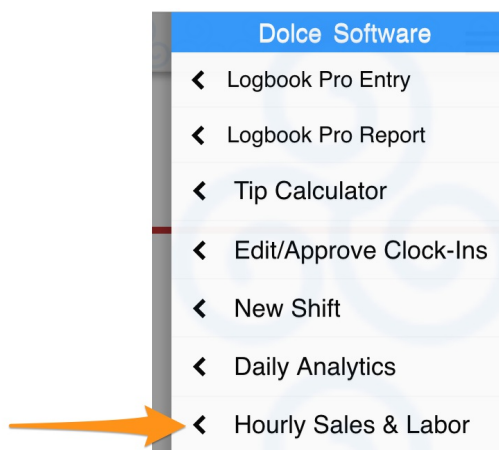 Dolce Software
Logbook Pro Entry
Logbook Pro Report
Tip Calculator
Edit/Approve Clock-Ins
New Shift
Daily Analytics
Hourly Sales & Labor